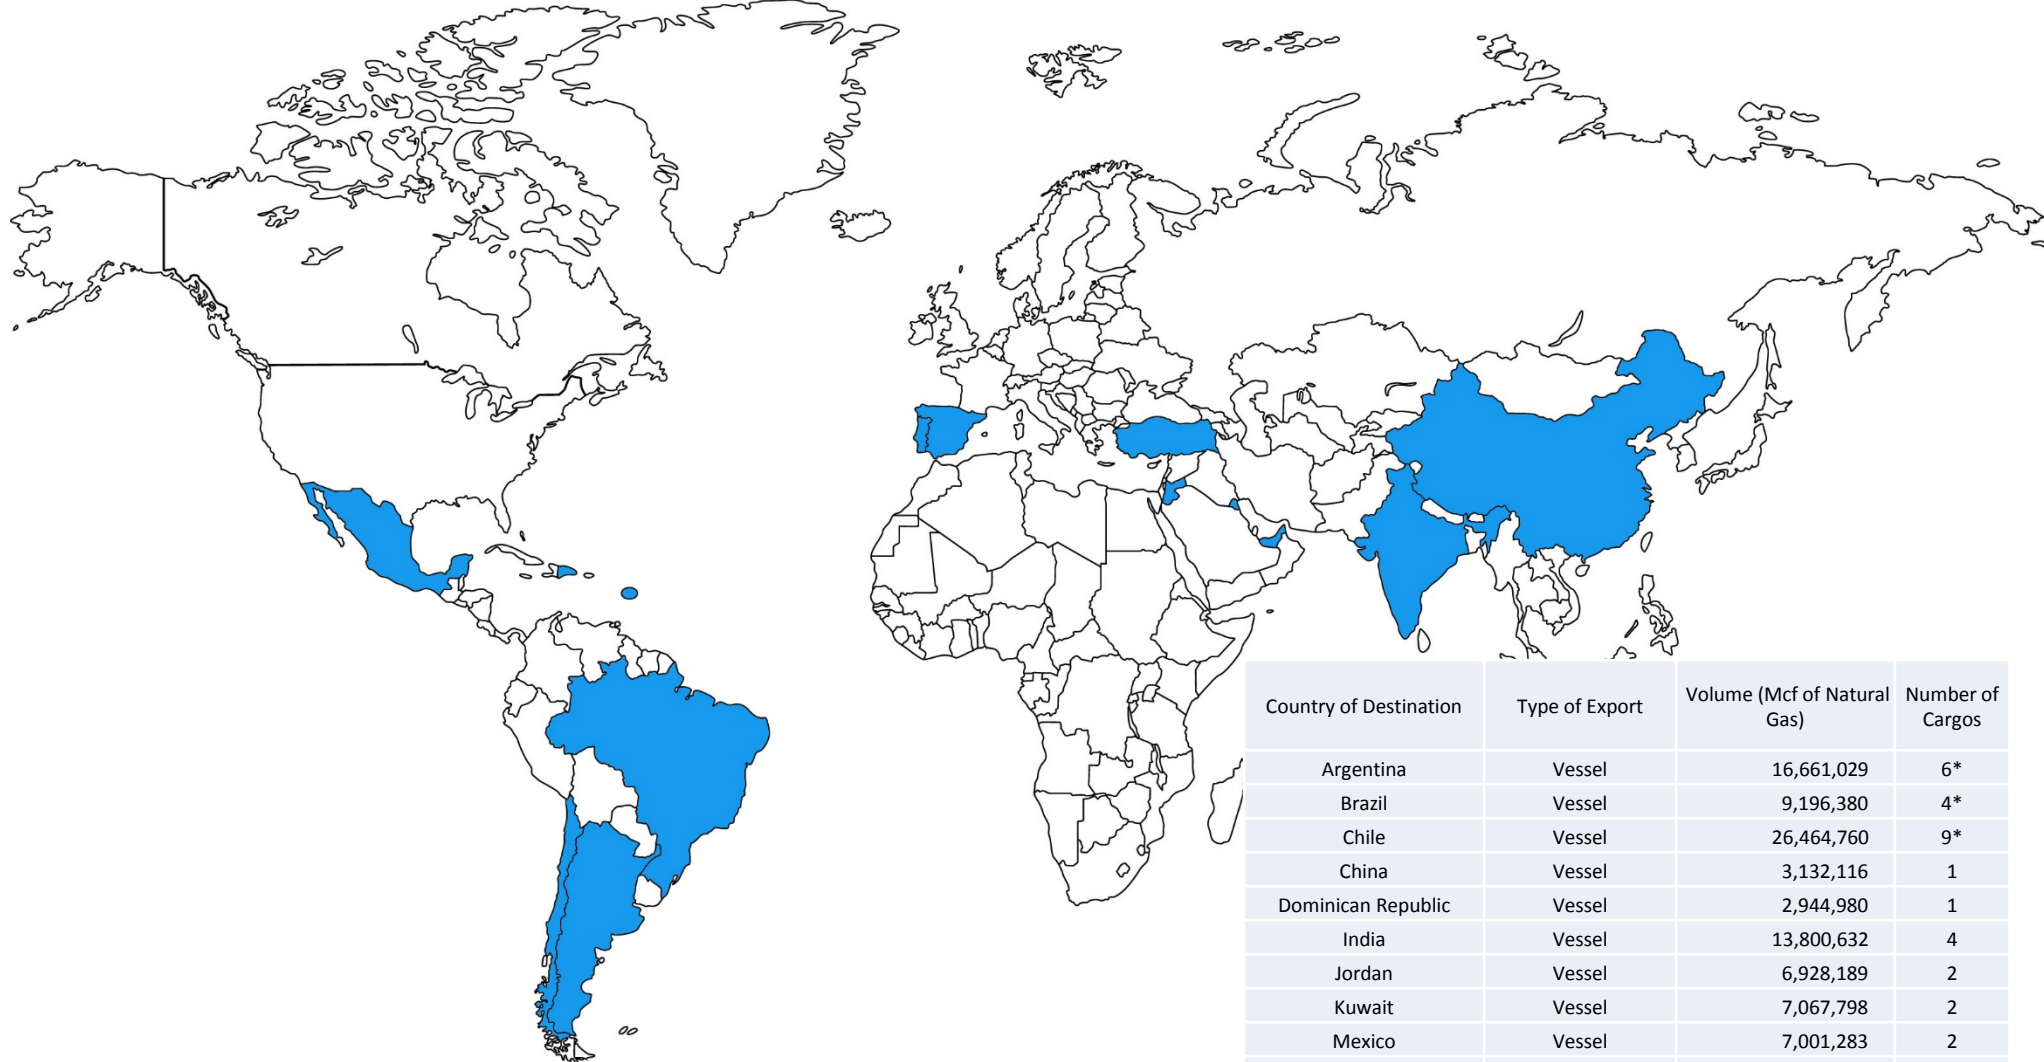 Country of Destination Type of Export Volume (Mcf of Natural Gas) Number of Cargos
Argentina Vessel 16,661,029 6*
Brazil Vessel 9,196,380 4*
Chile Vessel 26,464,760 9*
China Vessel 3,132,116 1
Dominican Republic Vessel 2,944,980 1
India Vessel 13,800,632 4
Jordan Vessel 6,928,189 2
Kuwait Vessel 7,067,798 2
Mexico Vessel 7,001,283 2